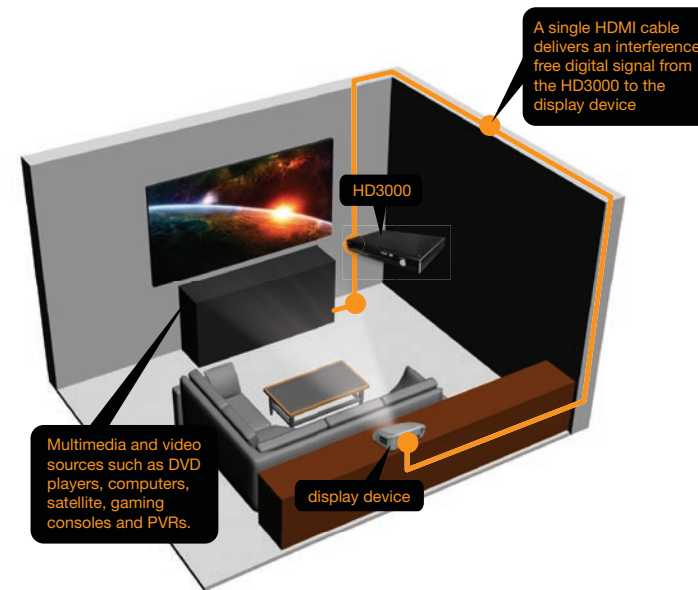 A single HDMI cable
delivers an interference
free digital signal from
the HD3000 to the
display device
HD3000
Multimedia and video
sources such as DVD
players, computers,
satellite, gaming
consoles and PVRs.
display device